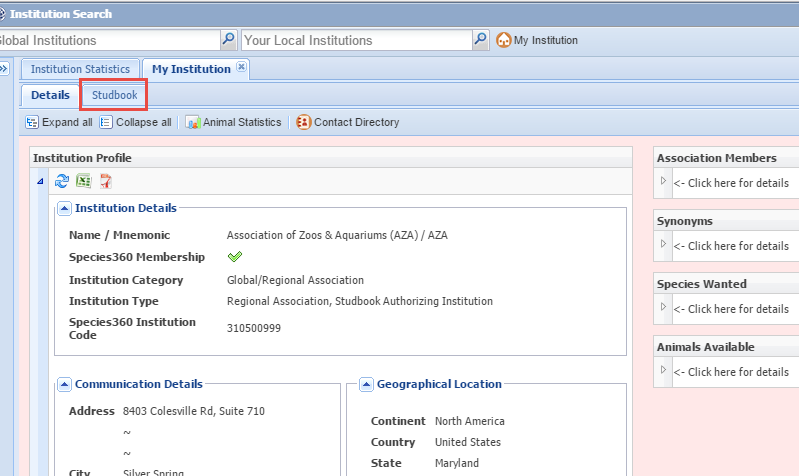 Institution Search
Global Institutions Your Local Institutions My Institution
Institution Statistics My Institution
Details Studbook
Expand all Collapse all Animal Statistics Contact Directory
Institution Profile
Institution Details
Name / Mnemonic Association of Zoos & Aquariums (AZA) / AZA
Species360 Membership
Institution Category Global/Regional Association
Institution Type Regional Association, Studbook Authorizing Institution
Species360 Institution
Code 310500999
Communication Details
Address 8403 Colesville Rd, Suite 710
~
~
City Silver Spring
Geographical Location
Continent North America
Country United States
State Maryland
Association Members
<- Click here for details
Synonyms
<- Click here for details
Species Wanted
<- Click here for details
Animals Available
<- Click here for details